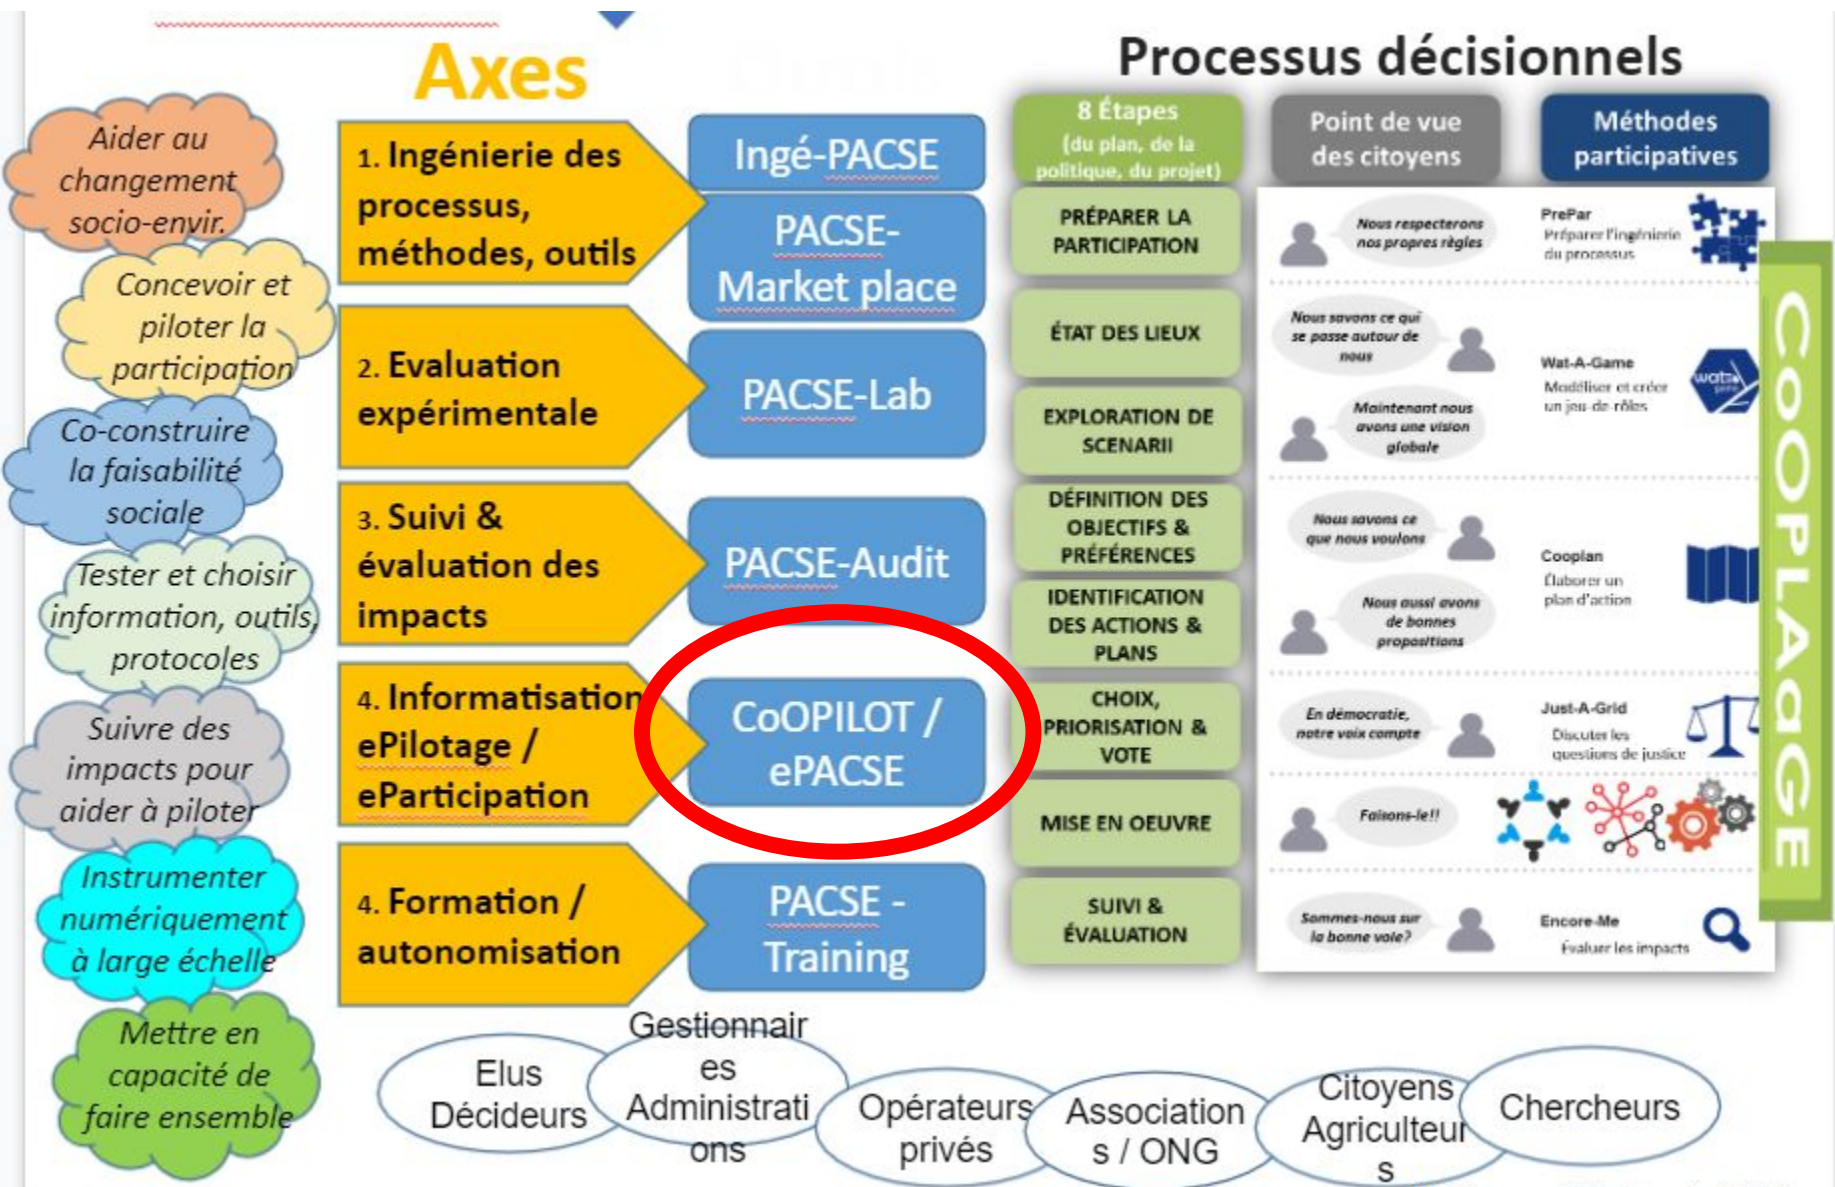 Axes
Processus décisionnels
Aider au
changement
socio-envir.
Concevoir et
piloter la
participation
Co-construire
la faisabilité
sociale
Tester et choisir
information, outils,
protocoles
Suivre des
impacts pour
aider à piloter
Instrumenter
numériquement
à large échelle
Mettre en
capacité de
faire ensemble
1. Ingénierie des
processus,
méthodes, outils
2. Evaluation
expérimentale
3. Suivi &
évaluation des
impacts
4. Informatisation
ePilotage /
eParticipation
4. Formation /
autonomisation
Ingé-PACSE
PACSE-
Market place
PACSE-Lab
PACSE-Audit
CoOPILOT /
ePACSE
PACSE -
Training
8 Étapes
(du plan, de la
politique, du projet)
PRÉPARER LA
PARTICIPATION
ÉTAT DES LIEUX
EXPLORATION DE
SCENARII
DÉFINITION DES
OBJECTIFS &
PRÉFÉRENCES
IDENTIFICATION
DES ACTIONS &
PLANS
CHOIX,
PRIORISATION &
VOTE
MISE EN OEUVRE
SUIVI &
ÉVALUATION
Point de vue
des citoyens
Nous respecterons
nos propres règles
Nous savons ce qui
se passe autour de
nous
Maintenant nous
avons une vision
globale
Nous savons ce
que nous voulons
Nous aussi avons
de bonnes
propositions
En démocratie,
notre voix compte
Faisons-le!!
Sommes-nous sur
la bonne voie?
Méthodes
participatives
PrePar
Préparer l'ingénierie
du processus
Wat-A-Game
Modéliser et créer
un jeu-de-rôles
wata
game
Cooplan
Élaborer un
plan d'action
Just-A-Grid
Discuter les
questions de justice
Encore-Me
Évaluer les impacts
COOPLAGE
Elus
Décideurs
Gestionnair
es
Administrati
ons
Opérateurs
privés
Association
s / ONG
Citoyens
Agriculteur
s
Chercheurs